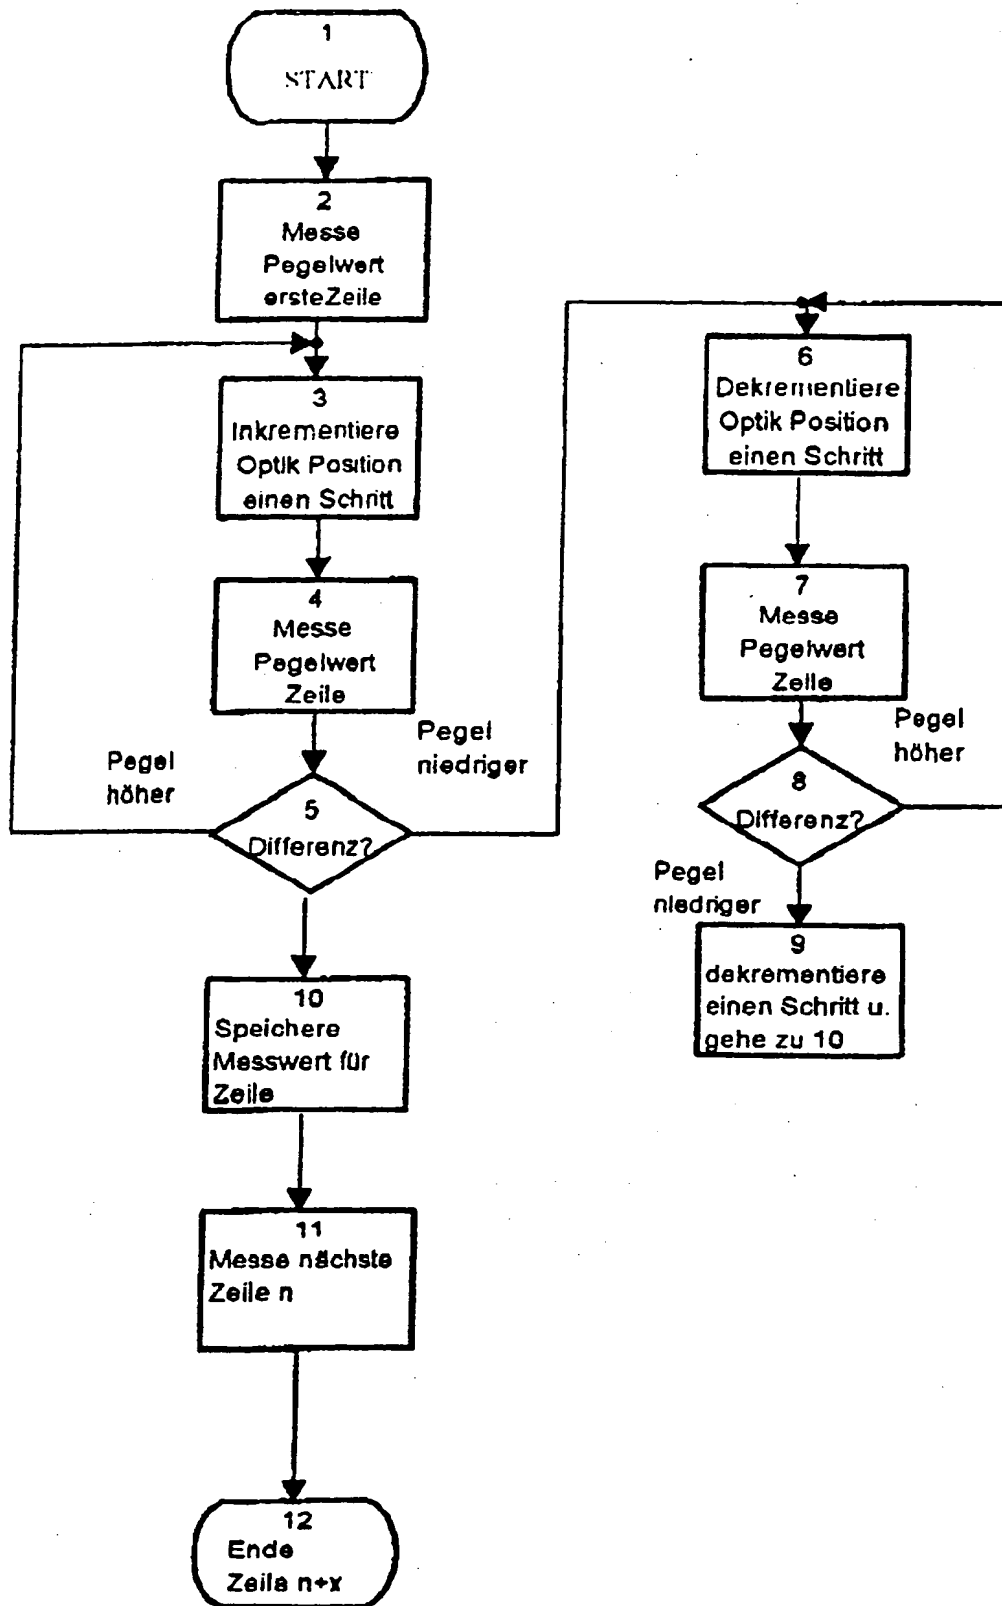 1
START
2
Messe
Pegelwert
ersteZeile
3
Inkrementiere
Optik Position
einen Schritt
4
Messe
Pegelwert
Zeile
Pegel
höher
Pegel
niedriger
5
Differenz?
6
Dekrementiere
Optik Position
einen Schritt
7
Messe
Pegelwert
Zeile
Pegel
höher
8
Differenz?
Pegel
niedriger
9
dekrementiere
einen Schritt u.
gehe zu 10
10
Speichere
Messwert für
Zeile
11
Messe nächste
Zeile n
12
Ende
Zeile n+x